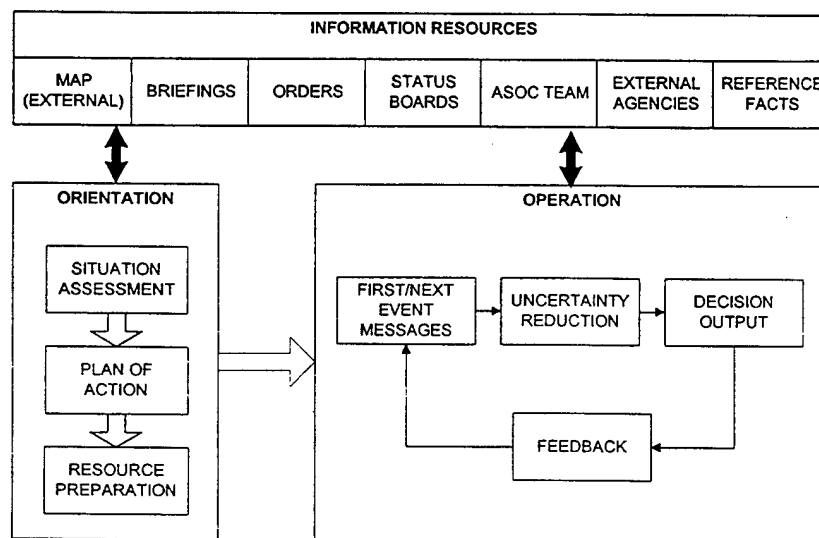 INFORMATION RESOURCES
MAP
(EXTERNAL)
BRIEFINGS
ORDERS
STATUS
BOARDS
ASOC TEAM
EXTERNAL
AGENCIES
REFERENCE
FACTS
ORIENTATION
SITUATION
ASSESSMENT
PLAN OF
ACTION
RESOURCE
PREPARATION
OPERATION
FIRST/NEXT
EVENT
MESSAGES
UNCERTAINTY
REDUCTION
DECISION
OUTPUT
FEEDBACK